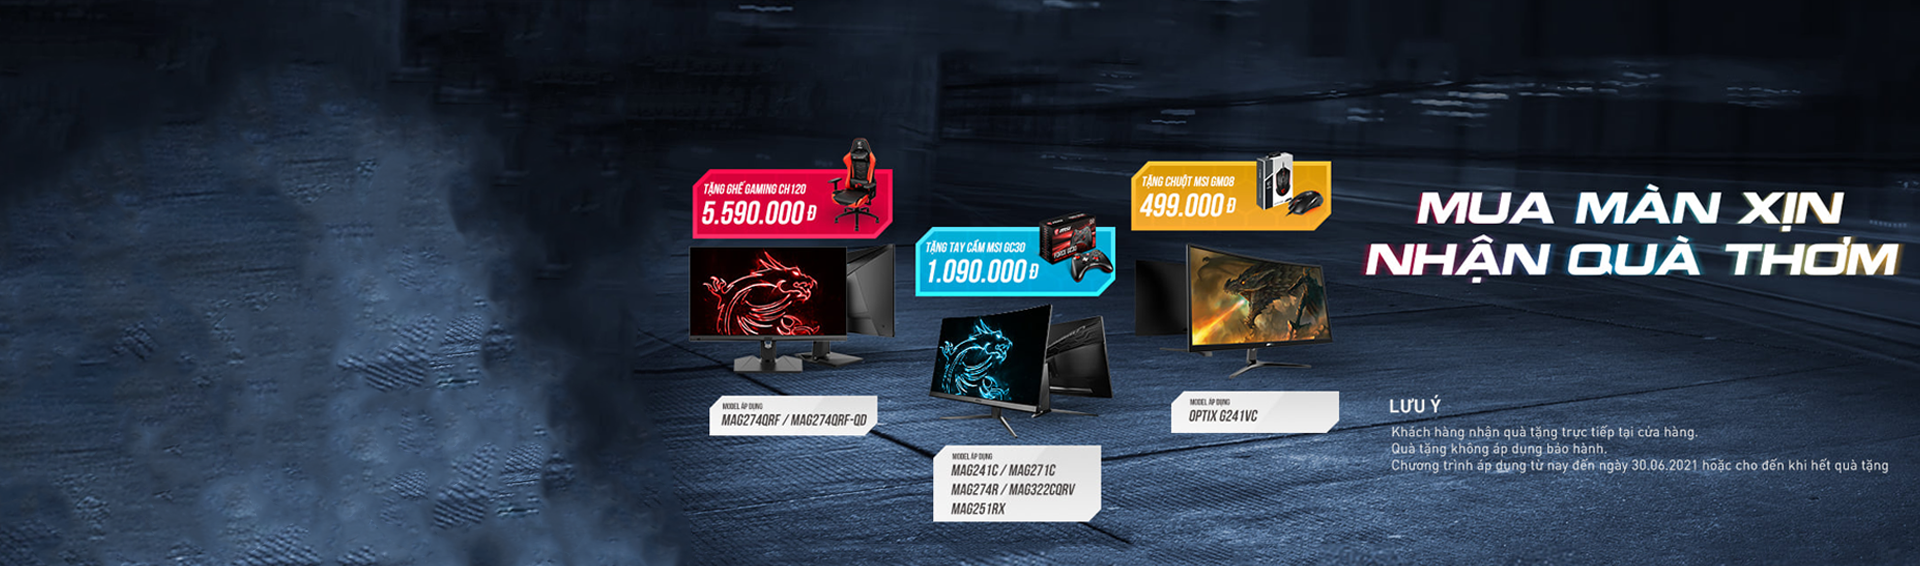 TẶNG GHẾ GAMING CH120
5.590.000 Đ
TẶNG TAY CẦM MSI GC30
1.090.000 Đ
TẶNG CHUỘT MSI GM08
499.000 Đ
MUA MÀN XỊN
NHẬN QUÀ THƠM
MODEL ÁP DỤNG
MAG274QRF / MAG274QRF-QD
MODEL ÁP DỤNG
MAG241C / MAG271C
MAG274R / MAG322CQRV
MAG251RX
MODEL ÁP DỤNG
OPTIX G241VC
LƯU Ý
Khách hàng nhận quà tặng trực tiếp tại cửa hàng.
Quà tặng không áp dụng bảo hành.
Chương trình áp dụng từ nay đến ngày 30.06.2021 hoặc cho đến khi hết quà tặng